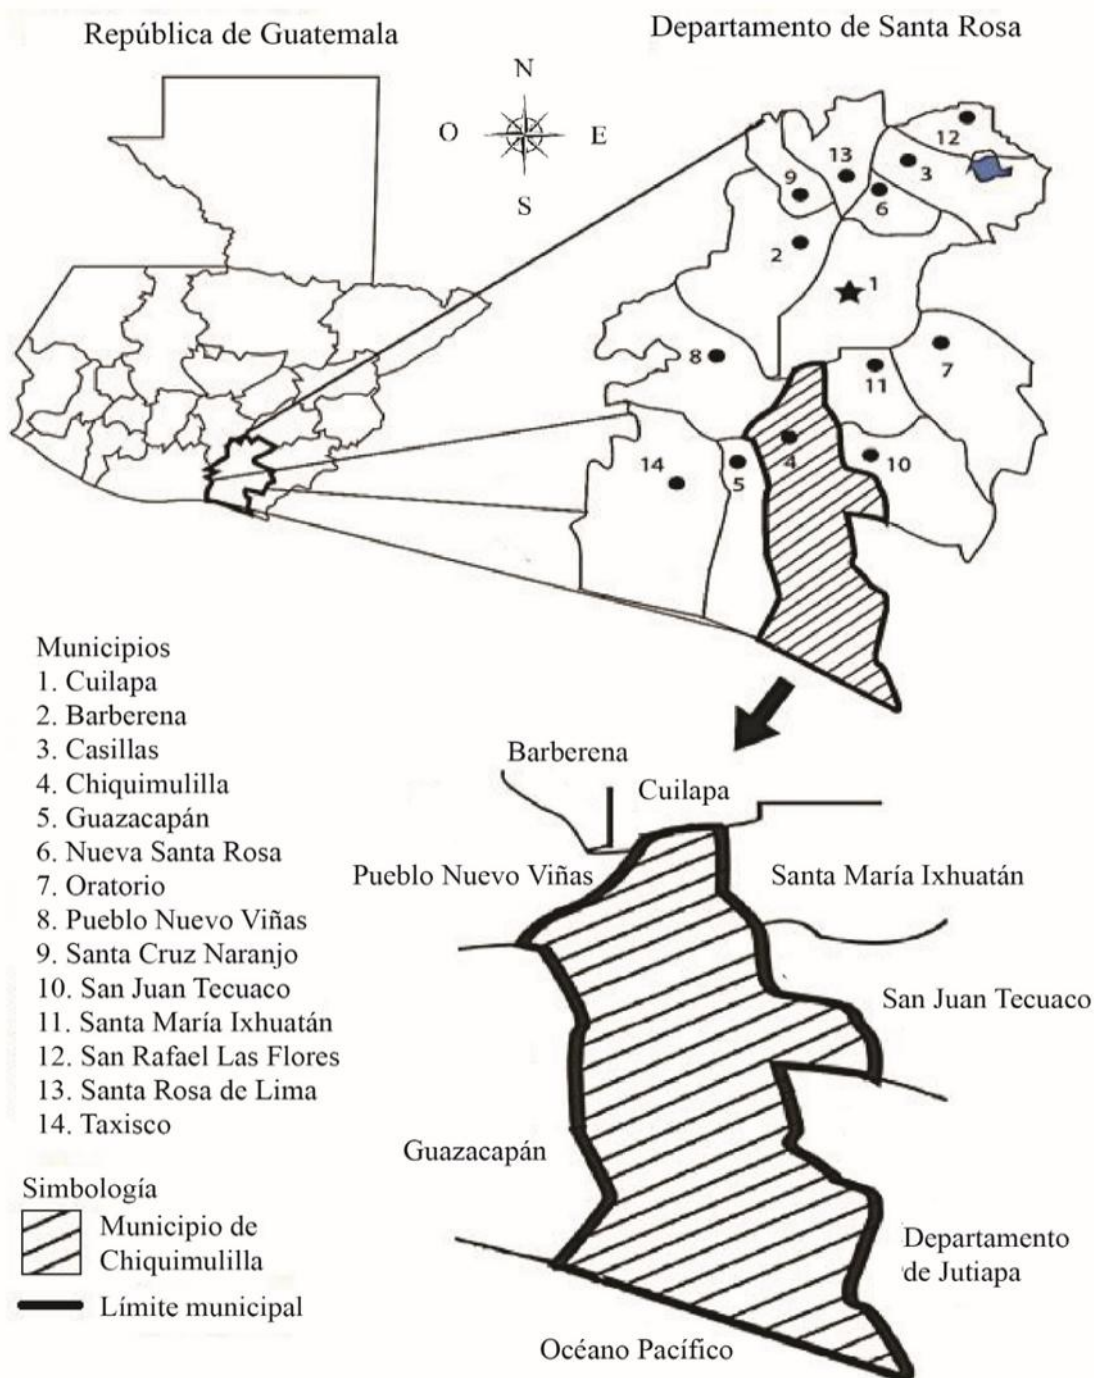 República de Guatemala
Departamento de Santa Rosa
N
O
E
S
12
13
3
9
6
2
1
8
7
11
4
10
14
5
Municipios
1. Cuilapa
2. Barberena
3. Casillas
4. Chiquimulilla
5. Guazacapán
6. Nueva Santa Rosa
7. Oratorio
8. Pueblo Nuevo Viñas
9. Santa Cruz Naranjo
10. San Juan Tecuaco
11. Santa María Ixhuatán
12. San Rafael Las Flores
13. Santa Rosa de Lima
14. Taxisco
Simbología
Municipio de
Chiquimulilla
Límite municipal
Barberena
Cuilapa
Pueblo Nuevo Viñas
Santa María Ixhuatán
San Juan Tecuaco
Guazacapán
Departamento
de Jutiapa
Océano Pacífico